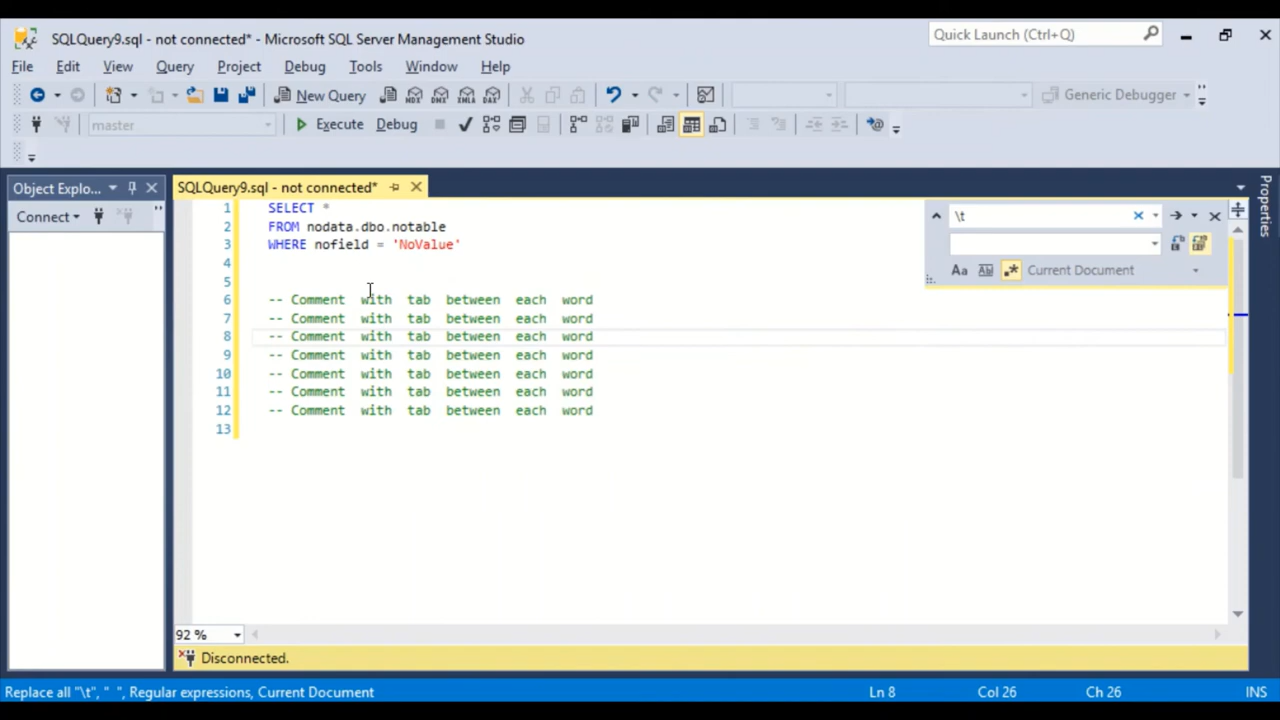 SQLQuery9.sql - not connected* - Microsoft SQL Server Management Studio
Quick Launch (Ctrl+Q)
File Edit View Query Project Debug Tools Window Help
New Query MDX DMX XMLA DAX Generic Debugger
master Execute Debug
Object Explo... SQLQuery9.sql - not connected*
Connect
Properties
1 SELECT *
2 FROM nodata.dbo.notable
3 WHERE nofield = 'NoValue'
4
5
6 -- Comment with tab between each word
7 -- Comment with tab between each word
8 -- Comment with tab between each word
9 -- Comment with tab between each word
10 -- Comment with tab between each word
11 -- Comment with tab between each word
12 -- Comment with tab between each word
13
\t
Aa Ab .* Current Document
92 %
Disconnected.
Replace all "\t", "  ", Regular expressions, Current Document Ln 8 Col 26 Ch 26 INS